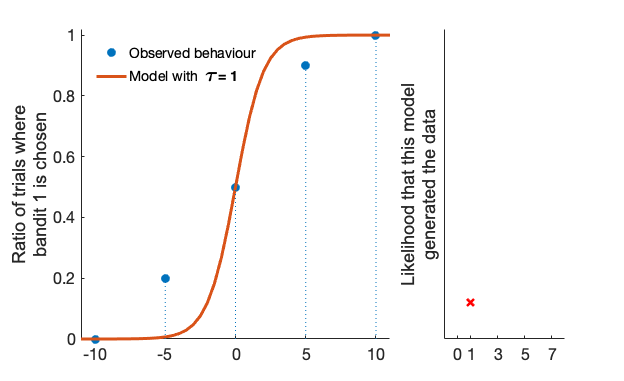 Ratio of trials where
bandit 1 is chosen
1
0.8
0.6
0.4
0.2
0
-10
-5
0
5
10
Observed behaviour
Model with τ = 1
Likelihood that this model
generated the data
0 1 3 5 7